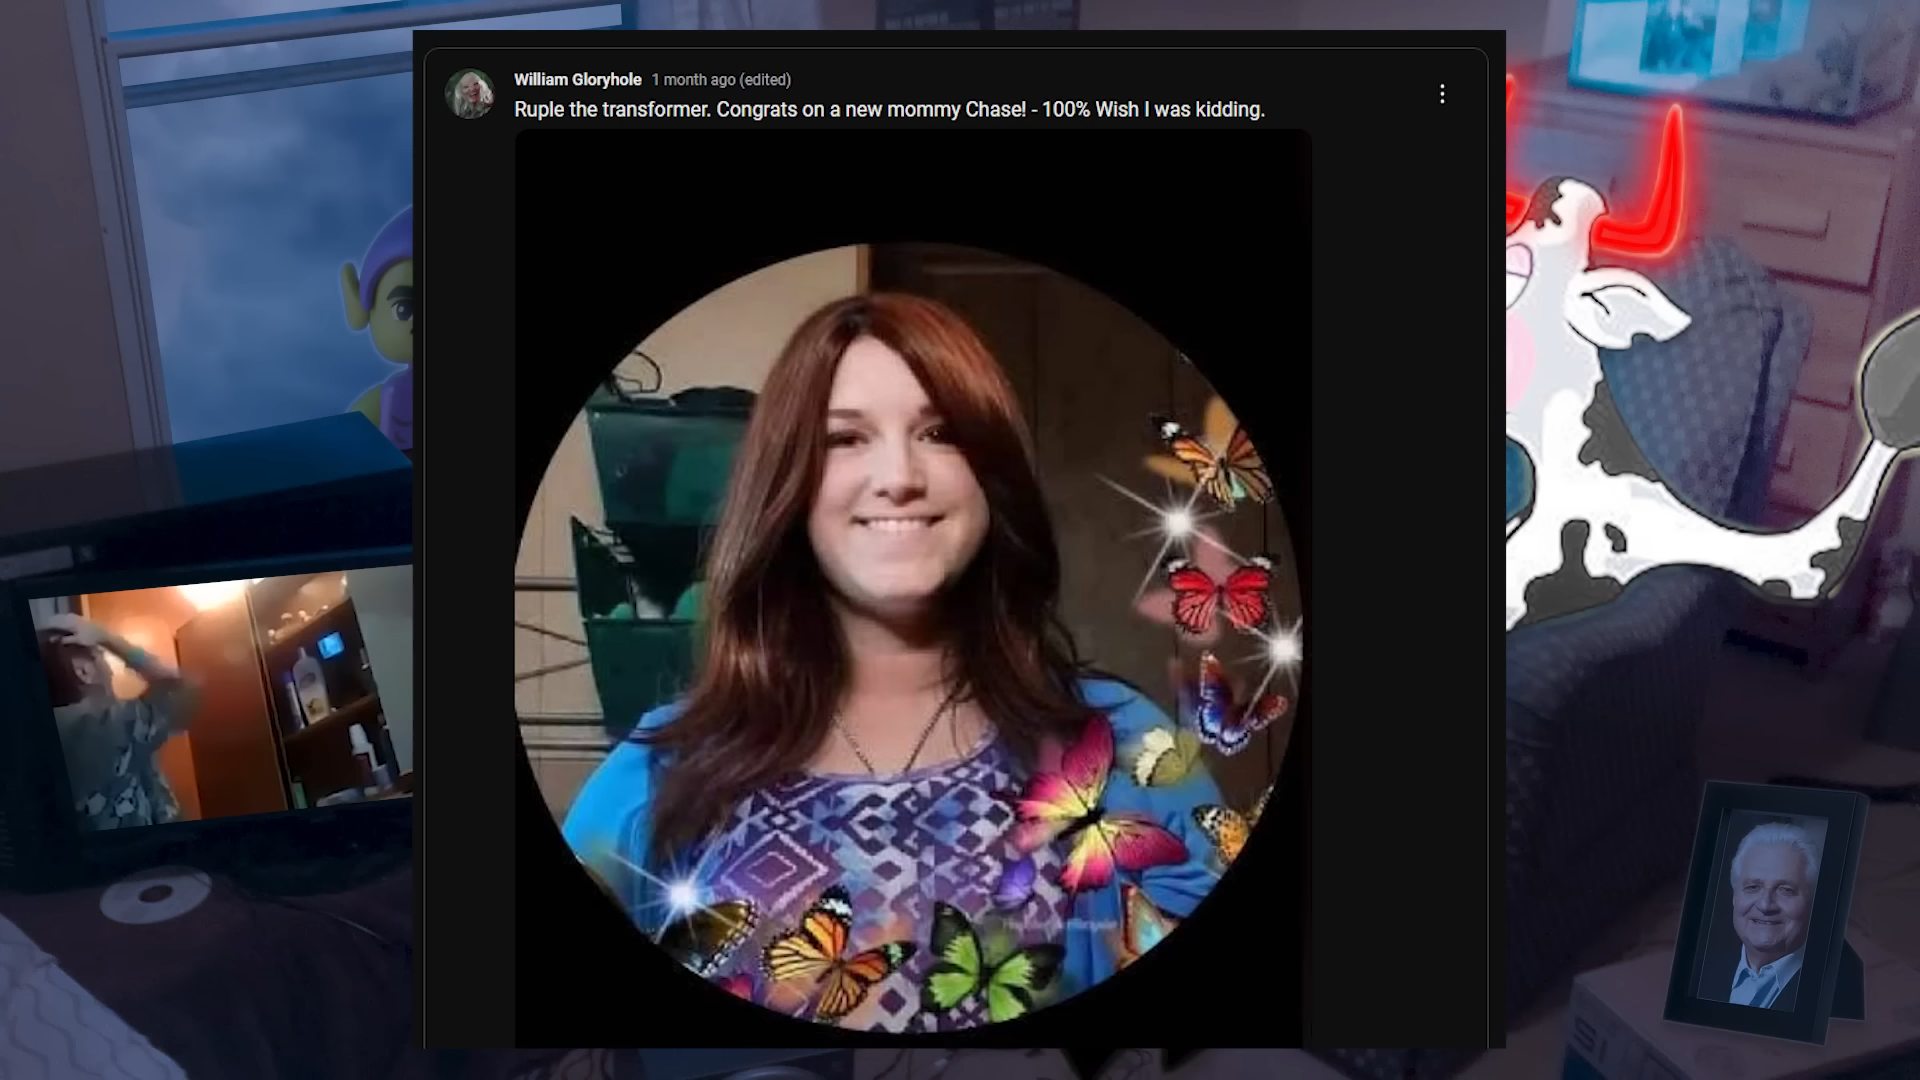 William Gloryhole 1 month ago (edited)
Ruple the transformer. Congrats on a new mommy Chase! - 100% Wish I was kidding.